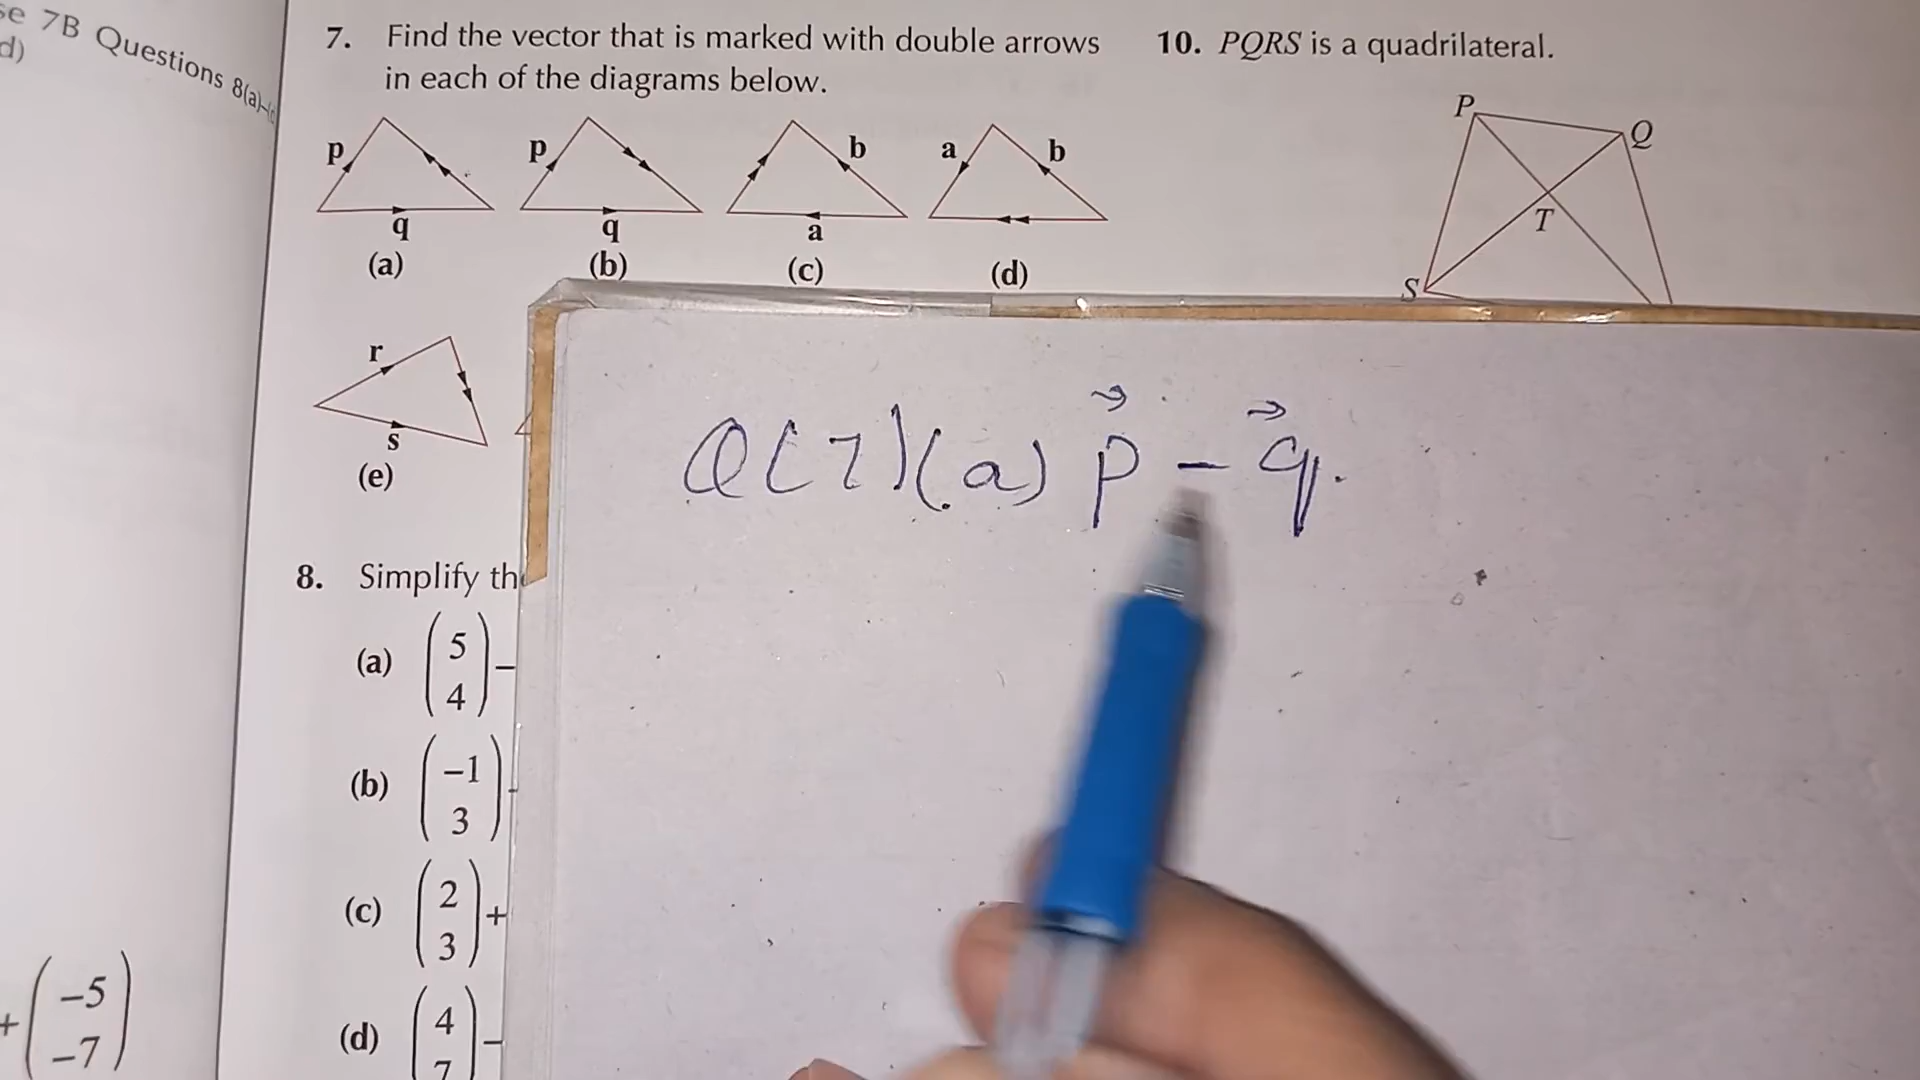 se 7B Questions 8(a)–(d
d)
7. Find the vector that is marked with double arrows
in each of the diagrams below.
p
q
(a)
p
q
(b)
b
a
(c)
a
b
(d)
r
s
(e)
8. Simplify th
(a) (5 4) –
(b) (–1 3) -
(c) (2 3) +
(d) (4 7 –
+ (–5 –7)
10. PQRS is a quadrilateral.
P
Q
T
S
Q(7)(a) p⃗ – q⃗.